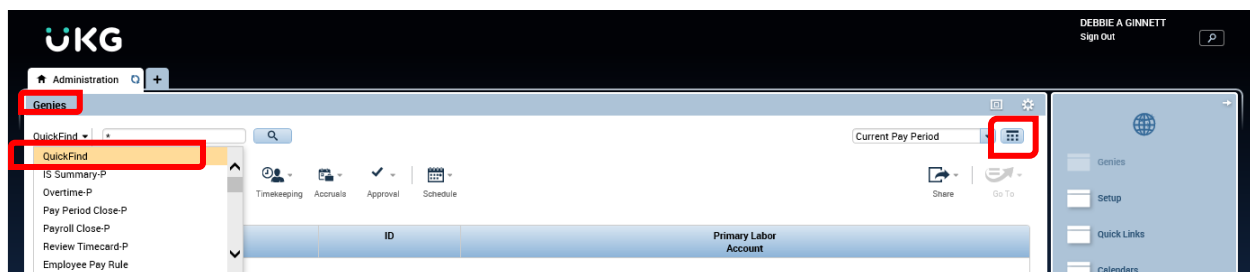 DEBBIE A GINNETT
Sign Out
UKG
Administration
+
Genies
QuickFind
*
Current Pay Period
QuickFind
IS Summary-P
Overtime-P
Pay Period Close-P
Payroll Close-P
Review Timecard-P
Employee Pay Rule
Timekeeping
Accruals
Approval
Schedule
Share
Go To
ID
Primary Labor
Account
Genies
Setup
Quick Links
Calendars